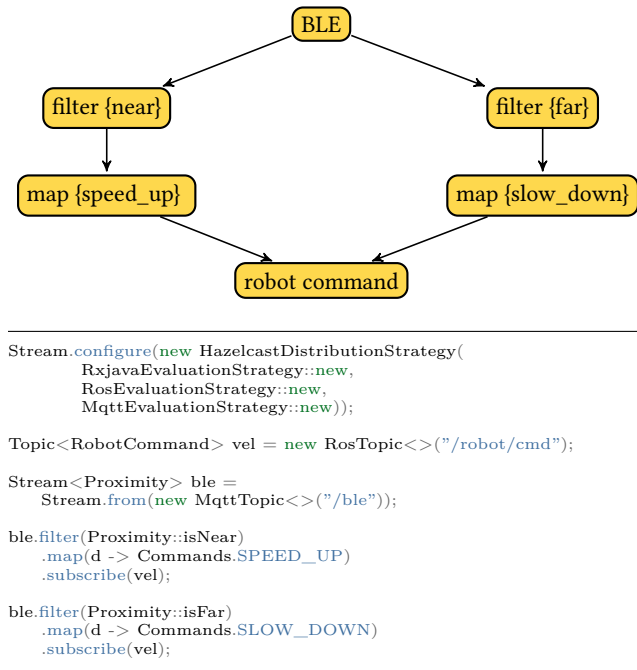 BLE
filter {near}
filter {far}
map {speed_up}
map {slow_down}
robot command
Stream.configure(new HazelcastDistributionStrategy(
RxjavaEvaluationStrategy::new,
RosEvaluationStrategy::new,
MqttEvaluationStrategy::new));
Topic<RobotCommand> vel = new RosTopic<>("/robot/cmd");
Stream<Proximity> ble =
Stream.from(new MqttTopic<>("/ble"));
ble.filter(Proximity::isNear)
.map(d -> Commands.SPEED_UP)
.subscribe(vel);
ble.filter(Proximity::isFar)
.map(d -> Commands.SLOW_DOWN)
.subscribe(vel);